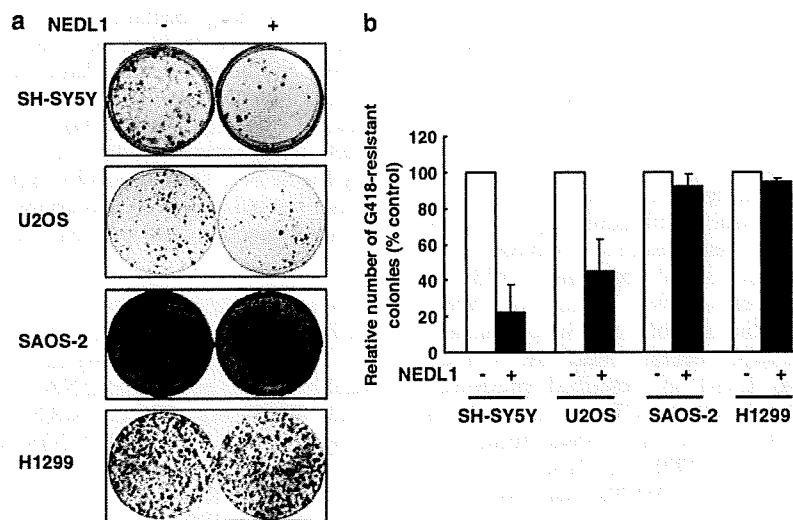 a
NEDL1 - +
SH-SY5Y
U2OS
SAOS-2
H1299
b
Relative number of G418-resistant
colonies (% control)
120
100
80
60
40
20
0
NEDL1 - + - + - + - +
SH-SY5Y U2OS SAOS-2 H1299